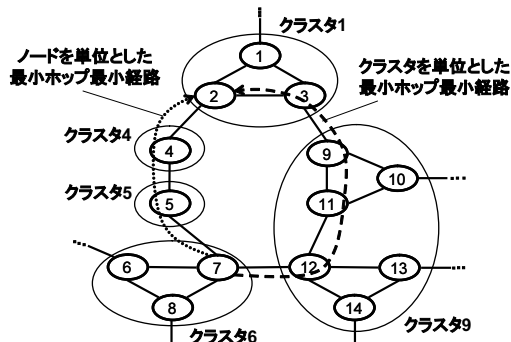 クラスタ1
ノードを単位とした
最小ホップ最小経路
クラスタを単位とした
最小ホップ最小経路
1
2
3
クラスタ4
4
9
10
クラスタ5
5
11
6
7
12
13
8
14
クラスタ6
クラスタ9